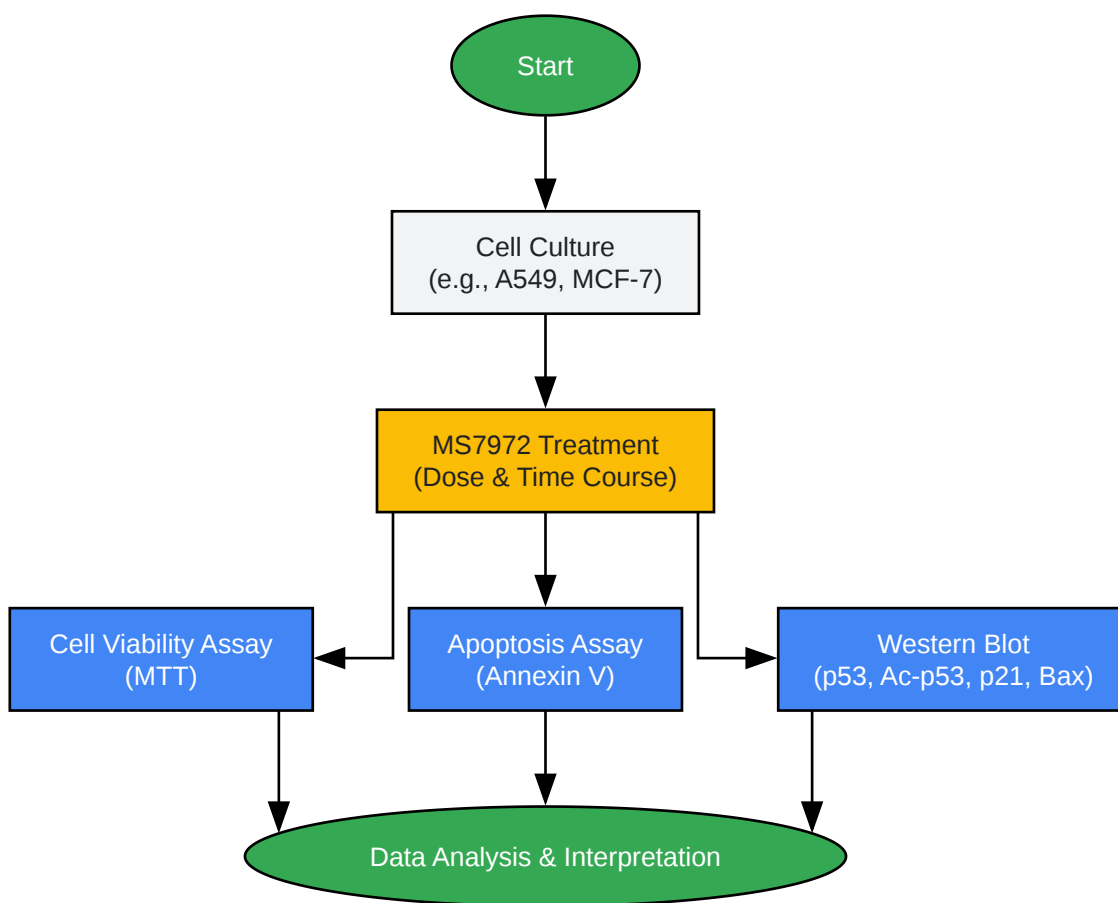 Start
Cell Culture
(e.g., A549, MCF-7)
MS7972 Treatment
(Dose & Time Course)
Cell Viability Assay
(MTT)
Apoptosis Assay
(Annexin V)
Western Blot
(p53, Ac-p53, p21, Bax)
Data Analysis & Interpretation